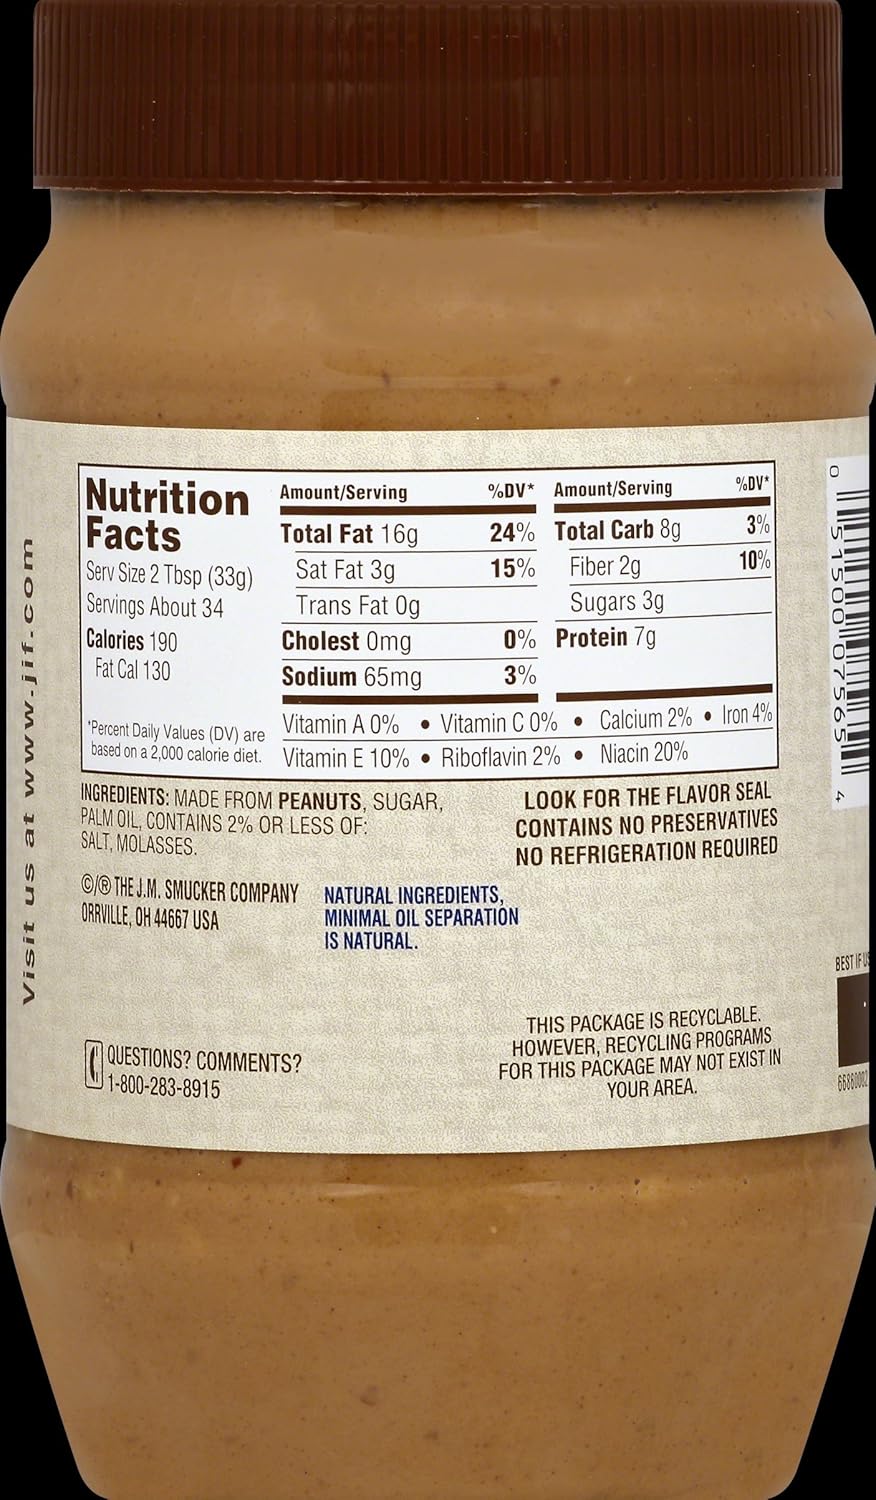 Nutrition
Facts
Serv Size 2 Tbsp (33g)
Servings About 34
Calories 190
Fat Cal 130
*Percent Daily Values (DV) are
based on a 2,000 calorie diet.
Amount/Serving %DV*
Total Fat 16g 24%
Sat Fat 3g 15%
Trans Fat 0g
Cholest 0mg 0%
Sodium 65mg 3%
Amount/Serving %DV*
Total Carb 8g 3%
Fiber 2g 10%
Sugars 3g
Protein 7g
Vitamin A 0% • Vitamin C 0% • Calcium 2% • Iron 4%
Vitamin E 10% • Riboflavin 2% • Niacin 20%
INGREDIENTS: MADE FROM PEANUTS, SUGAR,
PALM OIL, CONTAINS 2% OR LESS OF:
SALT, MOLASSES.
LOOK FOR THE FLAVOR SEAL
CONTAINS NO PRESERVATIVES
NO REFRIGERATION REQUIRED
©/® THE J.M. SMUCKER COMPANY
ORRVILLE, OH 44667 USA
NATURAL INGREDIENTS,
MINIMAL OIL SEPARATION
IS NATURAL.
QUESTIONS? COMMENTS?
1-800-283-8915
THIS PACKAGE IS RECYCLABLE.
HOWEVER, RECYCLING PROGRAMS
FOR THIS PACKAGE MAY NOT EXIST IN
YOUR AREA.
Visit us at www.jif.com
0 51500 07565 4
BEST IF